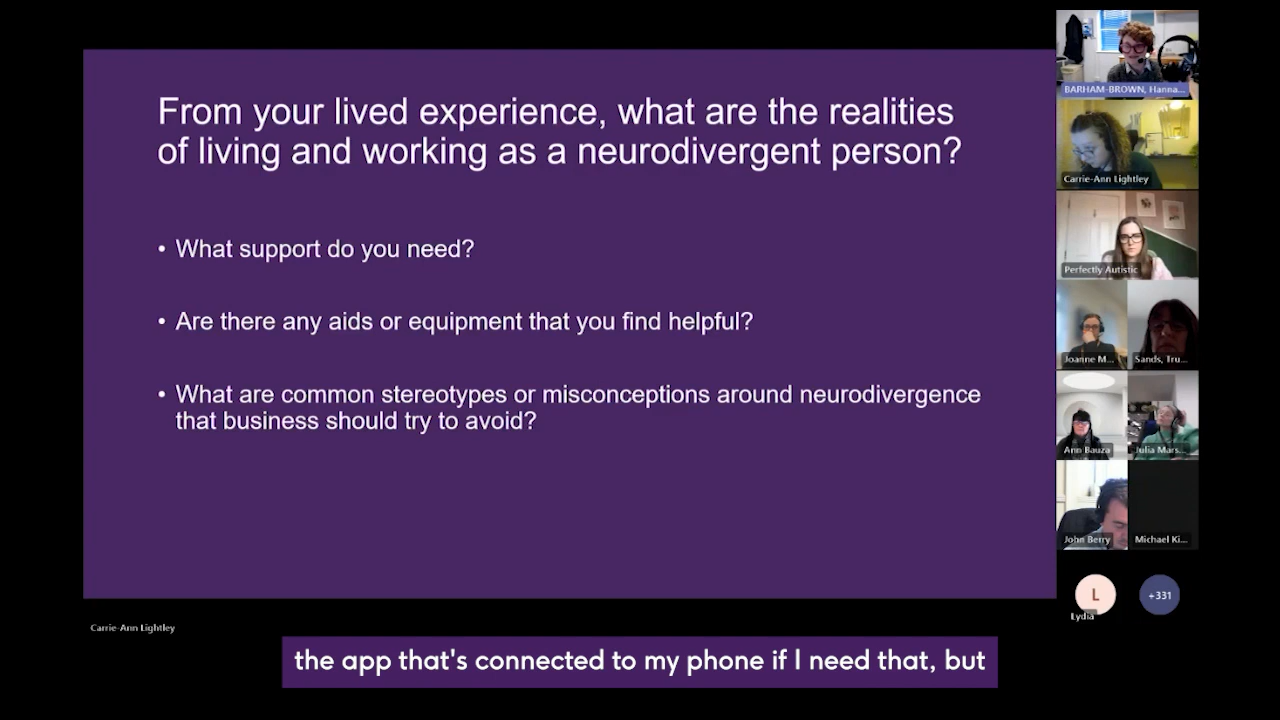 From your lived experience, what are the realities
of living and working as a neurodivergent person?
• What support do you need?
• Are there any aids or equipment that you find helpful?
• What are common stereotypes or misconceptions around neurodivergence
that business should try to avoid?
BARHAM-BROWN, Hanna...
Carrie-Ann Lightley
Perfectly Autistic
Joanne M...
Sands, Tru...
Ann Bauza
Julia Mars...
John Berry
Michael Ki...
L
+331
Lydia
Carrie-Ann Lightley
the app that's connected to my phone if I need that, but